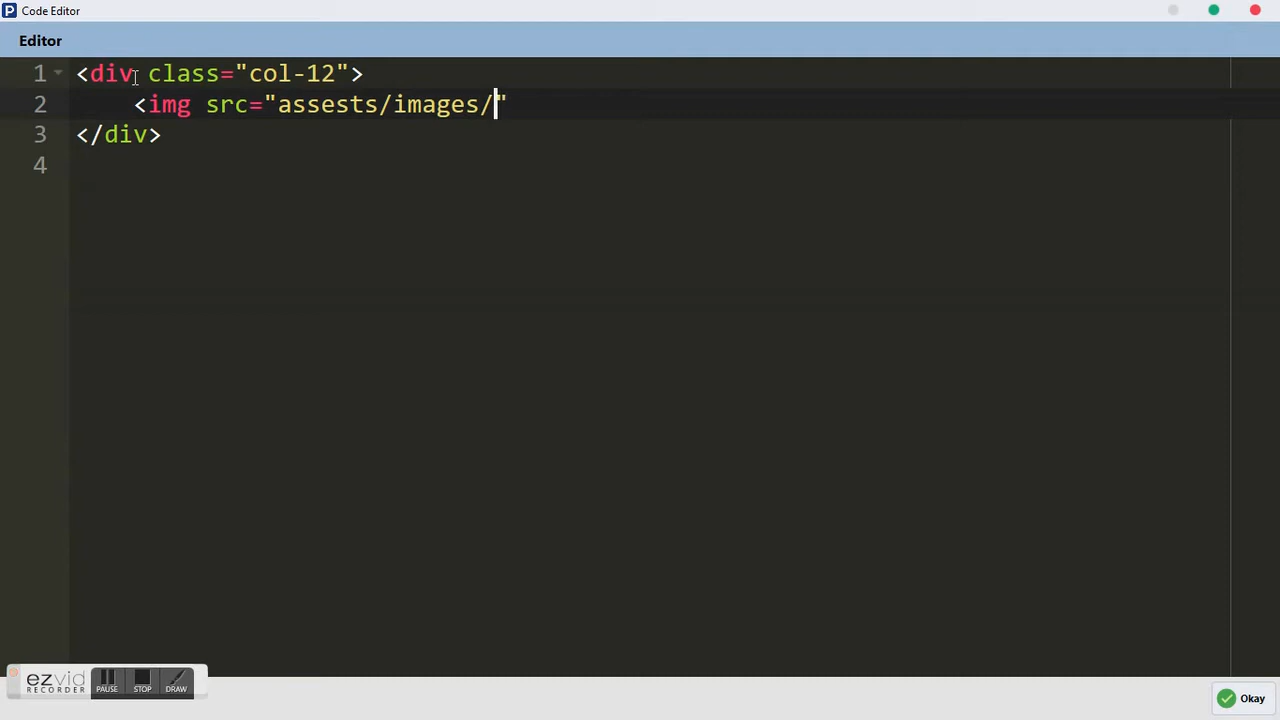 Code Editor
Editor
1 <div class="col-12">
2 <img src="assests/images/"
3 </div>
4
ezvid
RECORDER
PAUSE STOP DRAW
Okay